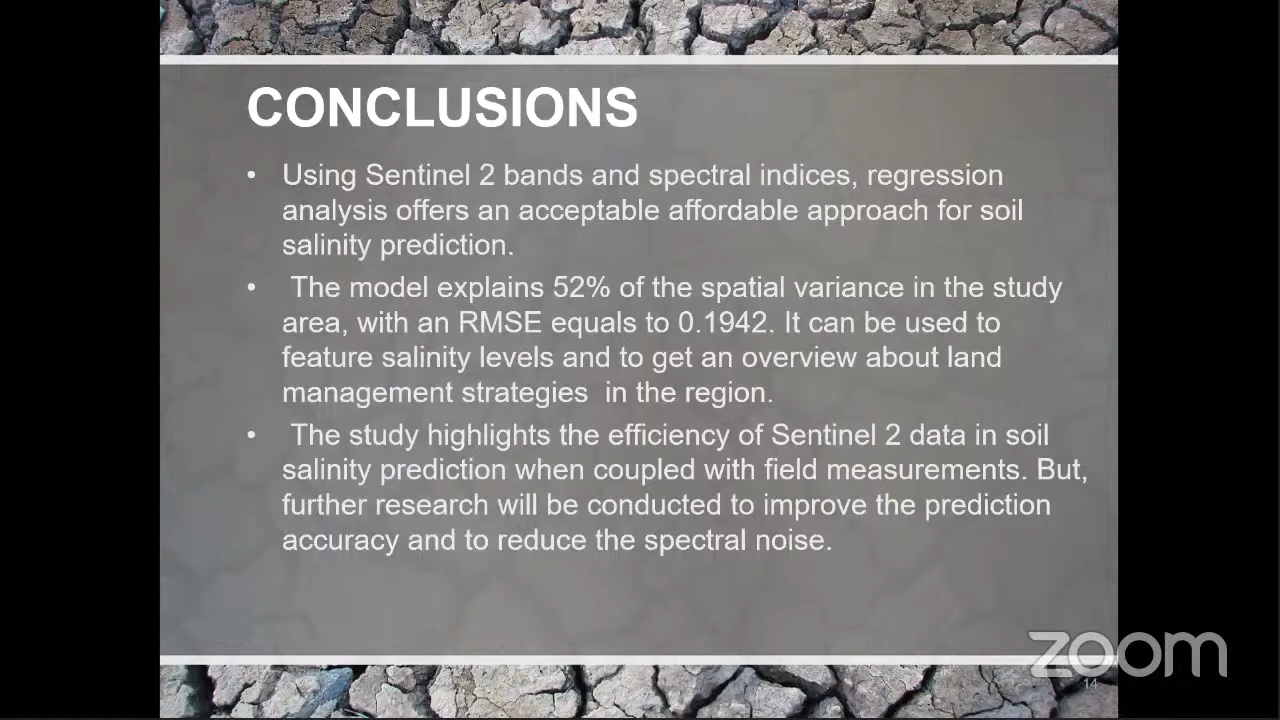 CONCLUSIONS
• Using Sentinel 2 bands and spectral indices, regression
analysis offers an acceptable affordable approach for soil
salinity prediction.
• The model explains 52% of the spatial variance in the study
area, with an RMSE equals to 0.1942. It can be used to
feature salinity levels and to get an overview about land
management strategies in the region.
• The study highlights the efficiency of Sentinel 2 data in soil
salinity prediction when coupled with field measurements. But,
further research will be conducted to improve the prediction
accuracy and to reduce the spectral noise.
zoom
14